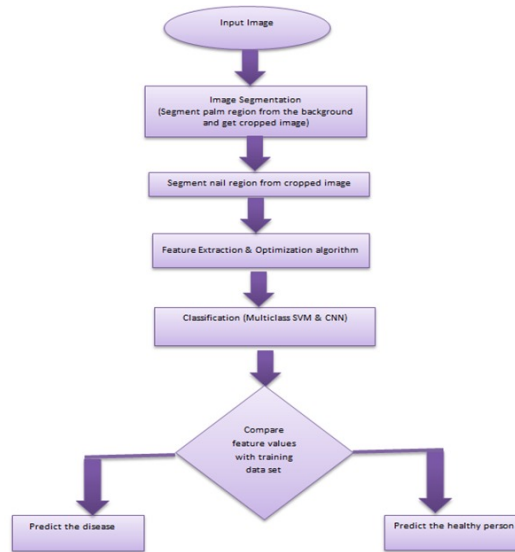 Input Image
Image Segmentation
(Segment palm region from the background
and get cropped image)
Segment nail region from cropped image
Feature Extraction & Optimization algorithm
Classification (Multiclass SVM & CNN)
Compare
feature values
with training
data set
Predict the disease
Predict the healthy person